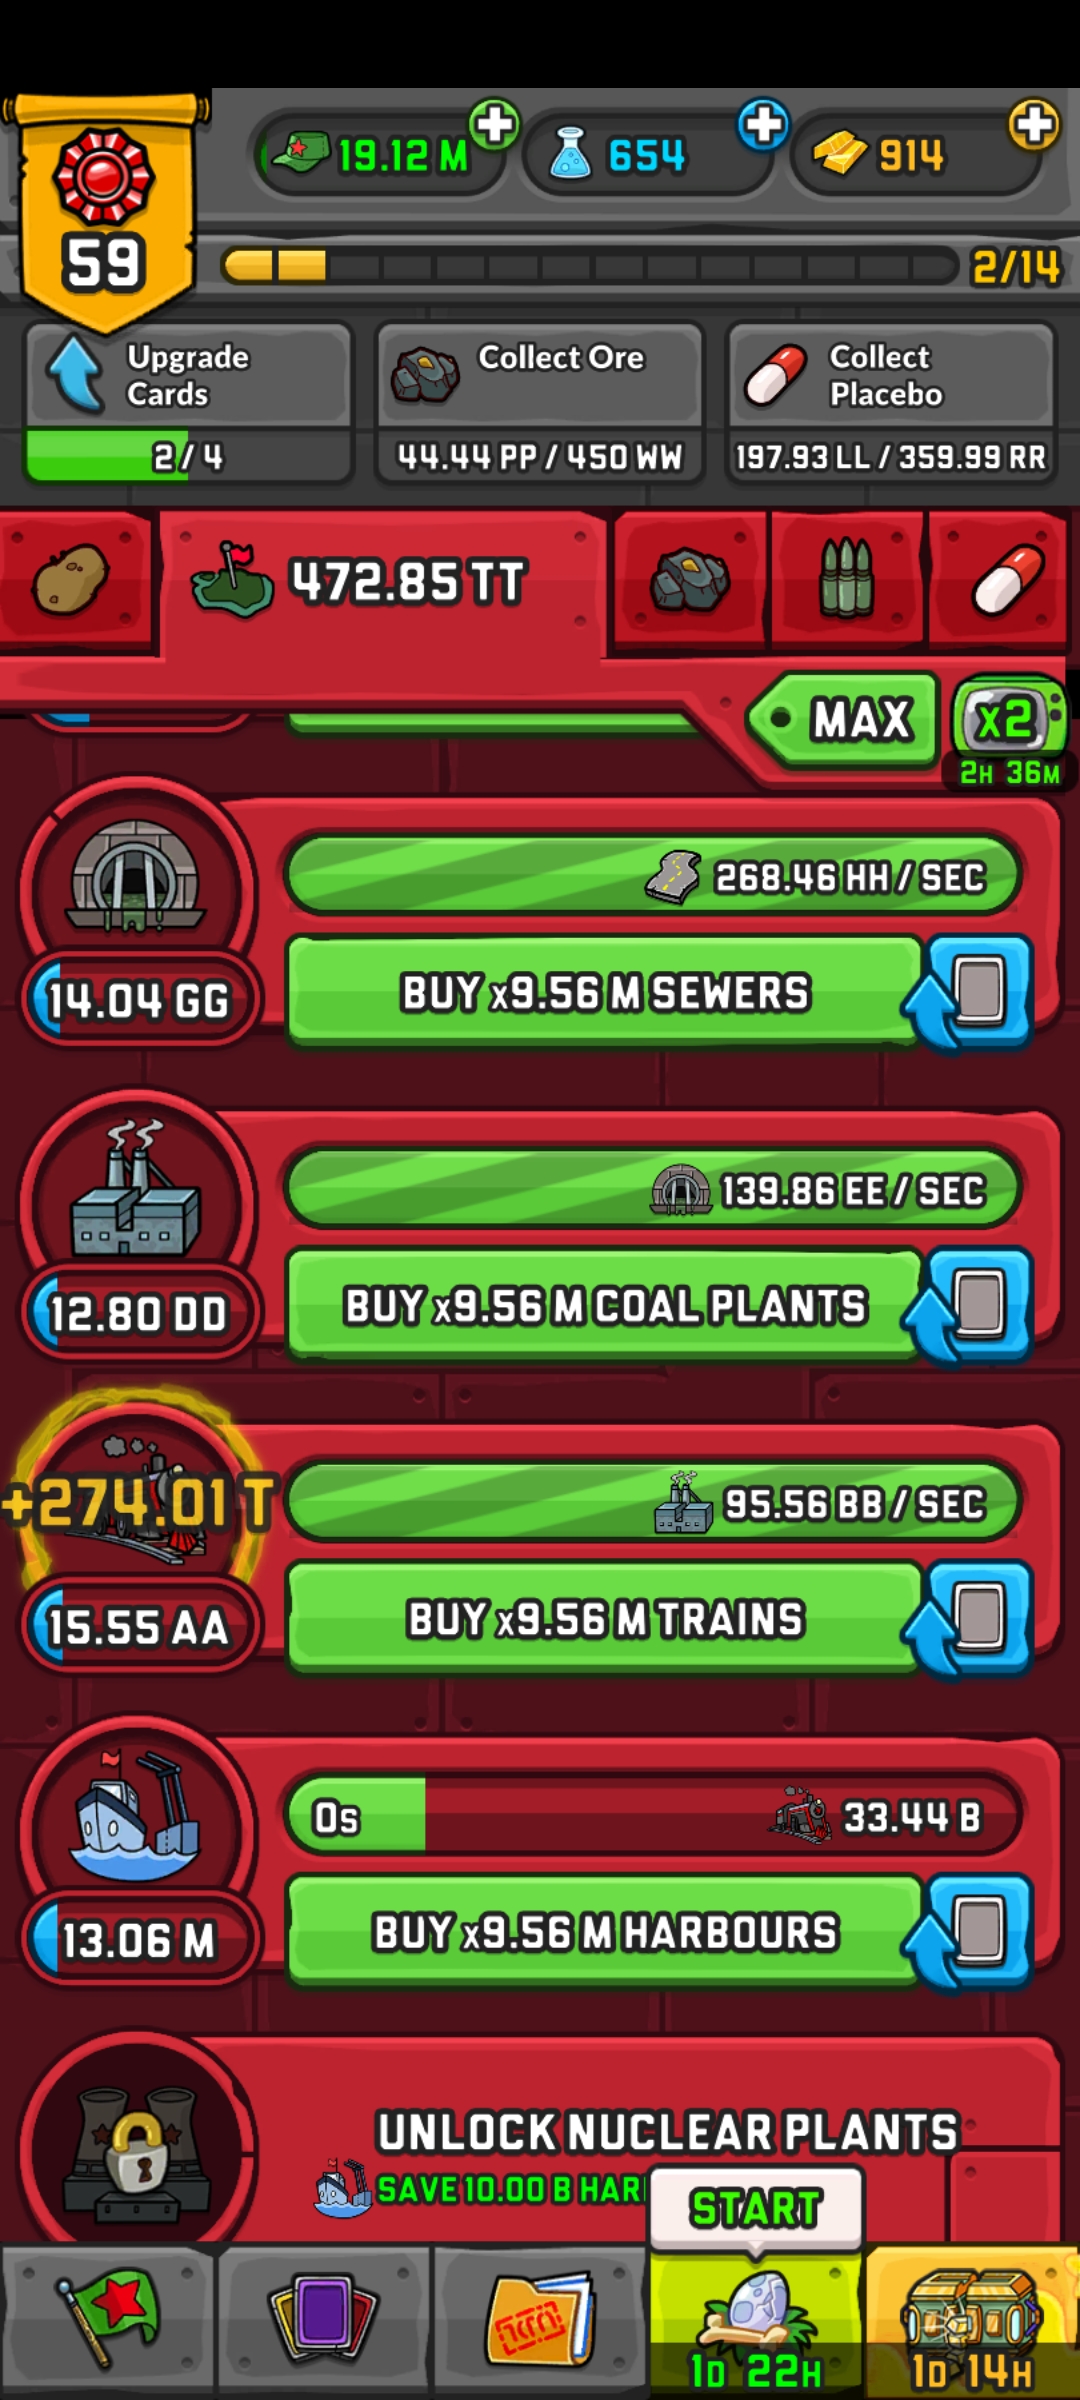 19.12 M
654
914
59
2/14
Upgrade
Cards
2/4
Collect Ore
44.44 PP / 450 WW
Collect
Placebo
197.93 LL / 359.99 RR
472.85 TT
MAX
x2
2H 36M
268.46 HH / SEC
14.04 GG
BUY x9.56 M SEWERS
139.86 EE / SEC
12.80 DD
BUY x9.56 M COAL PLANTS
+274.01 T
95.56 BB / SEC
15.55 AA
BUY x9.56 M TRAINS
0s
33.44 B
13.06 M
BUY x9.56 M HARBOURS
UNLOCK NUCLEAR PLANTS
SAVE 10.00 B HAR
START
1D 22H
1D 14H